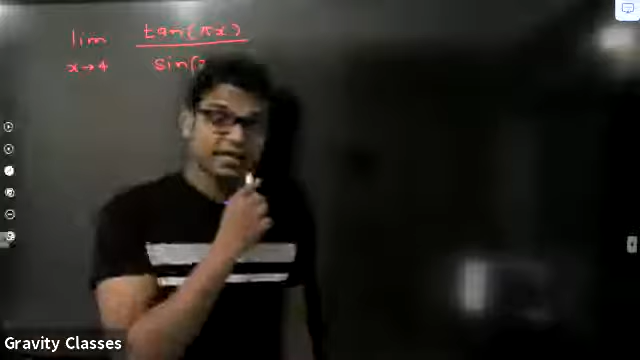 lim tan(πx)
x→4 sin(
Gravity Classes